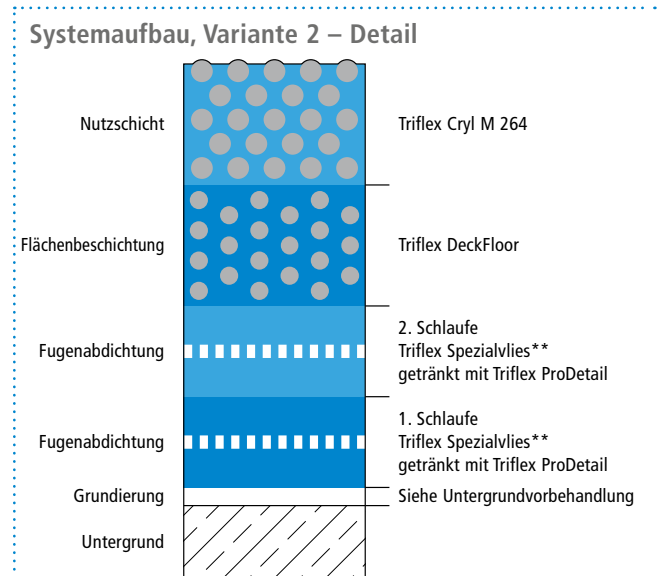 Systemaufbau, Variante 2 – Detail
Nutzschicht
Triflex Cryl M 264
Flächenbeschichtung
Triflex DeckFloor
Fugenabdichtung
2. Schlaufe
Triflex Spezialvlies**
getränkt mit Triflex ProDetail
Fugenabdichtung
1. Schlaufe
Triflex Spezialvlies**
getränkt mit Triflex ProDetail
Grundierung
Siehe Untergrundvorbehandlung
Untergrund